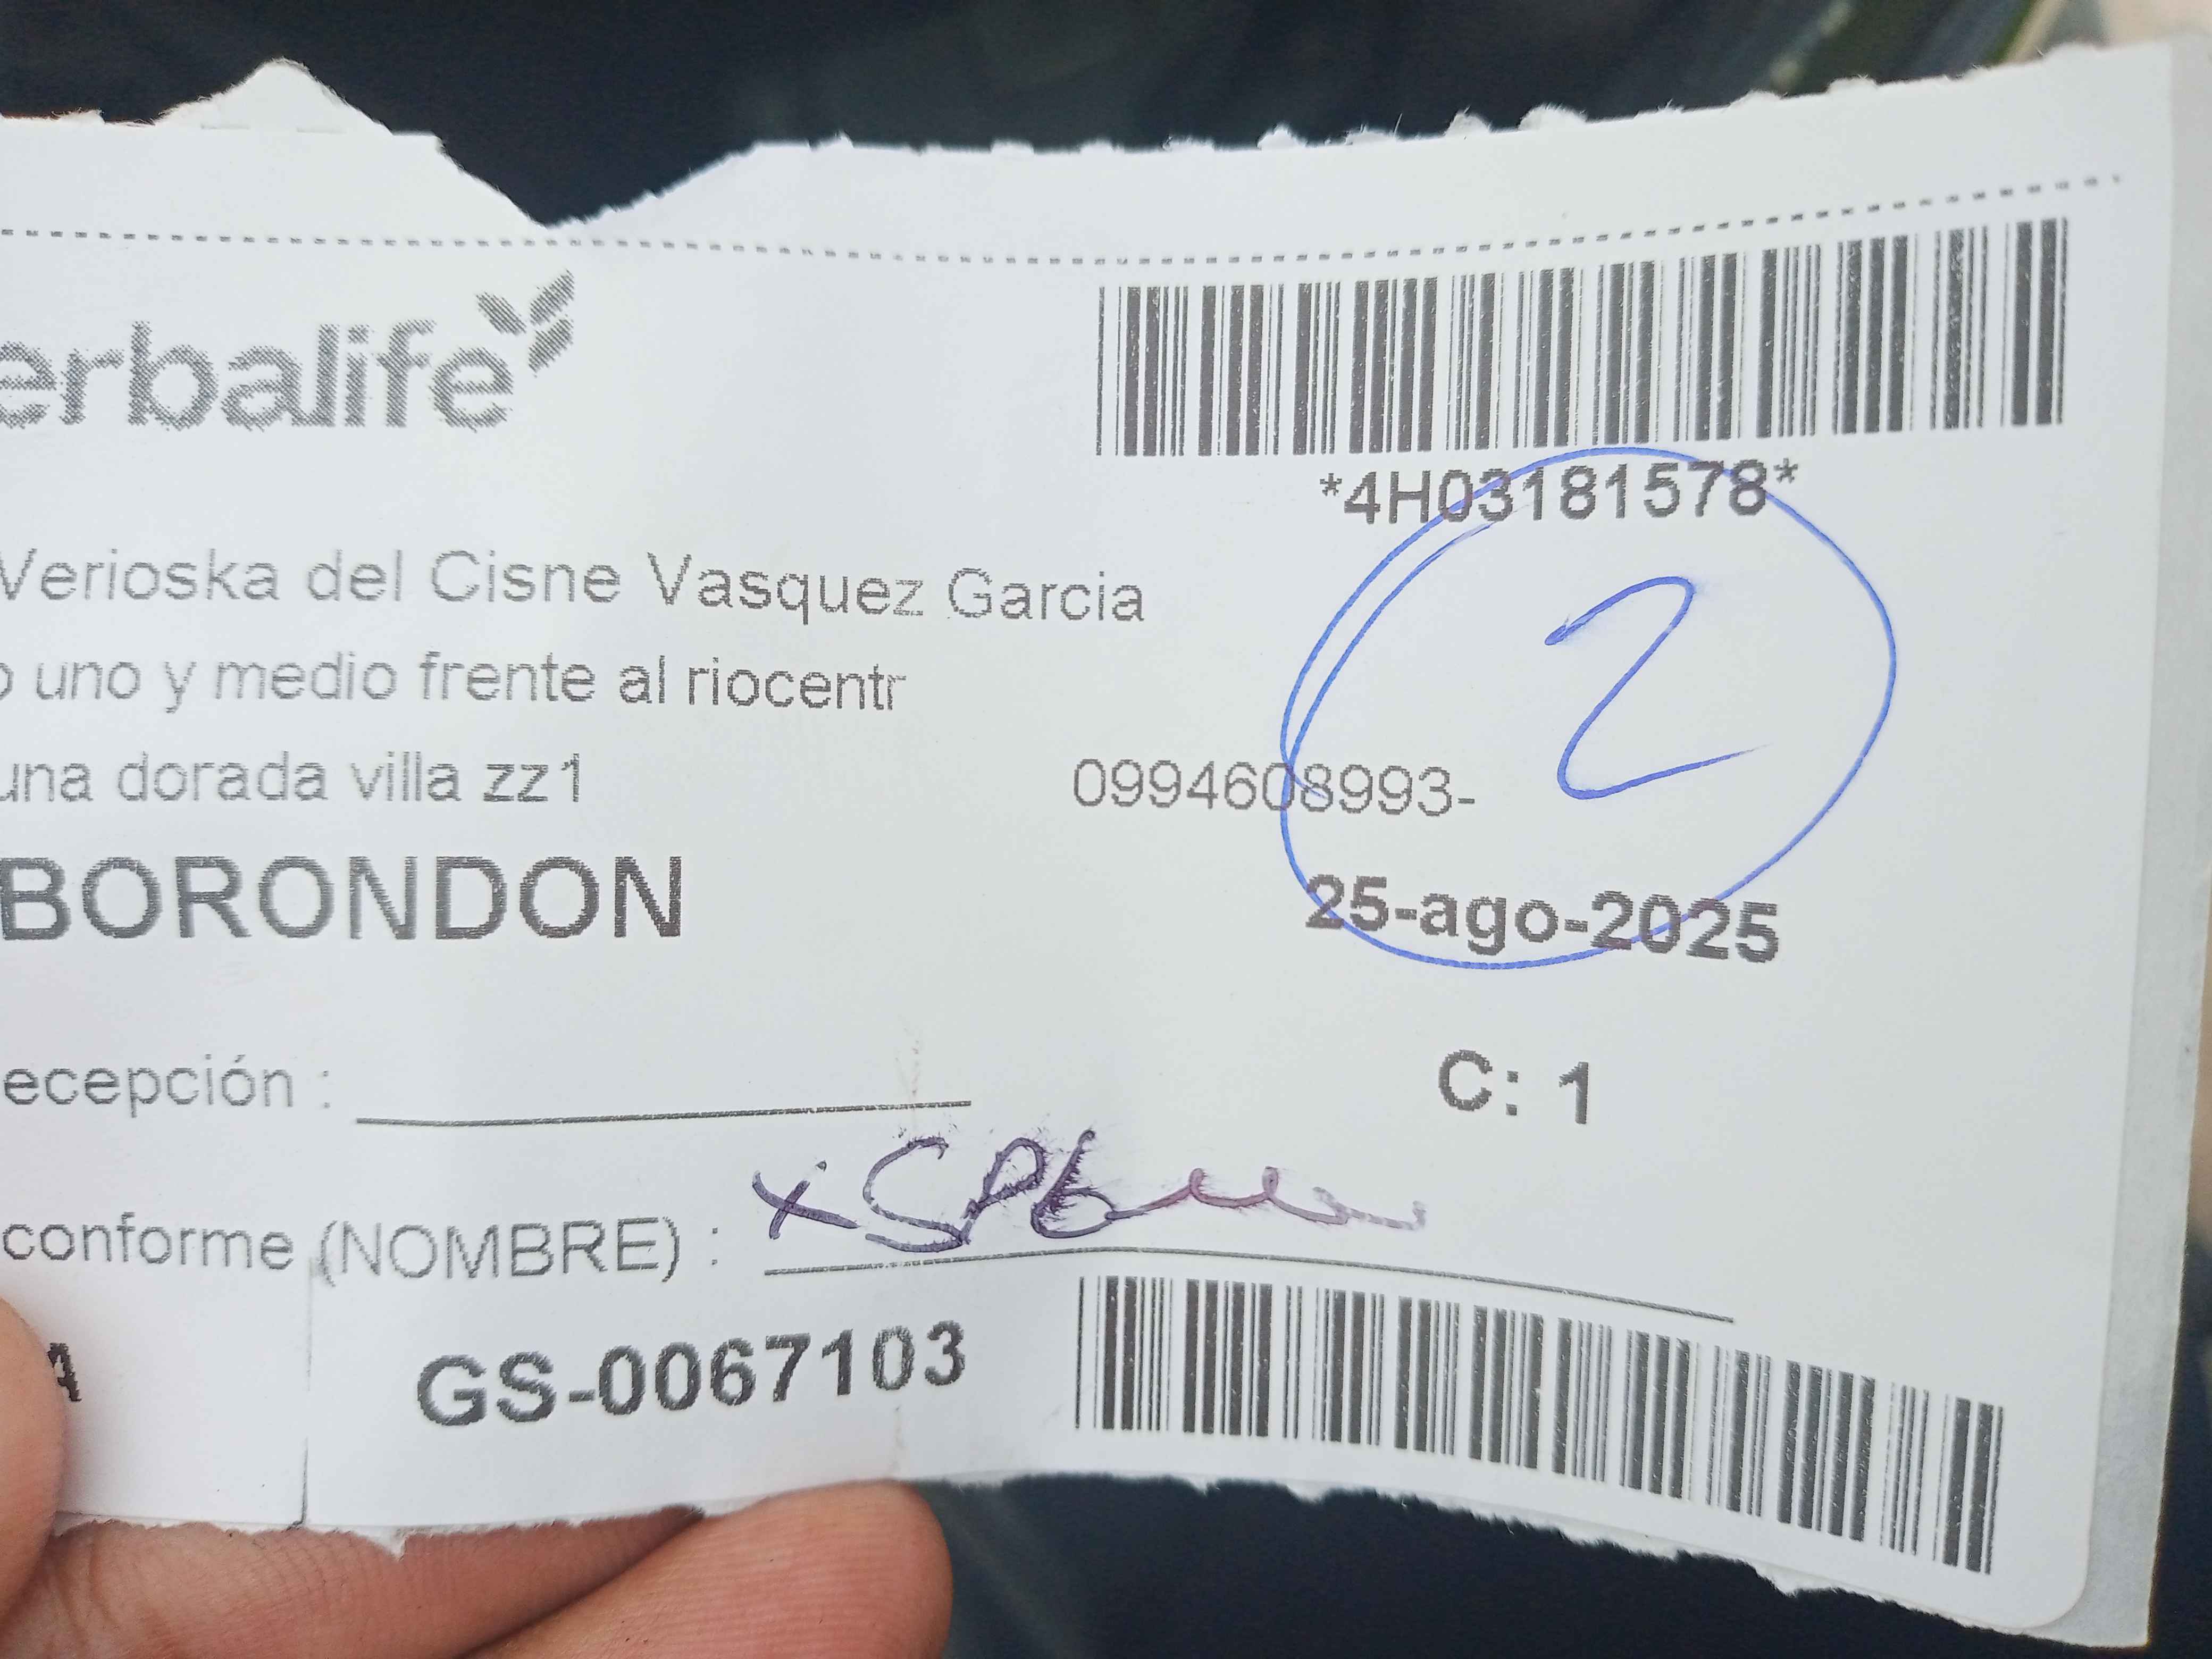 erbalife
*4H03181578*
2
Verioska del Cisne Vasquez Garcia
o uno y medio frente al riocentr
una dorada villa zz1
0994608993-
BORONDON
25-ago-2025
ecepción :
C: 1
conforme (NOMBRE) : x
A
GS-0067103